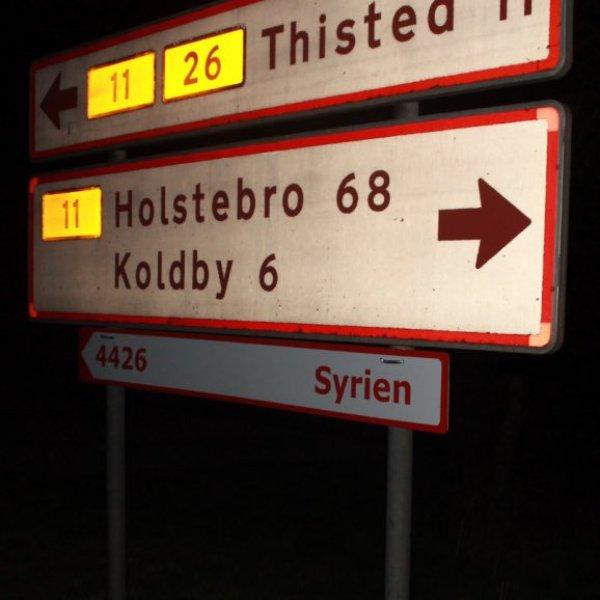 11 26 Thisted
11 Holstebro 68
Koldby 6
4426 Syrien